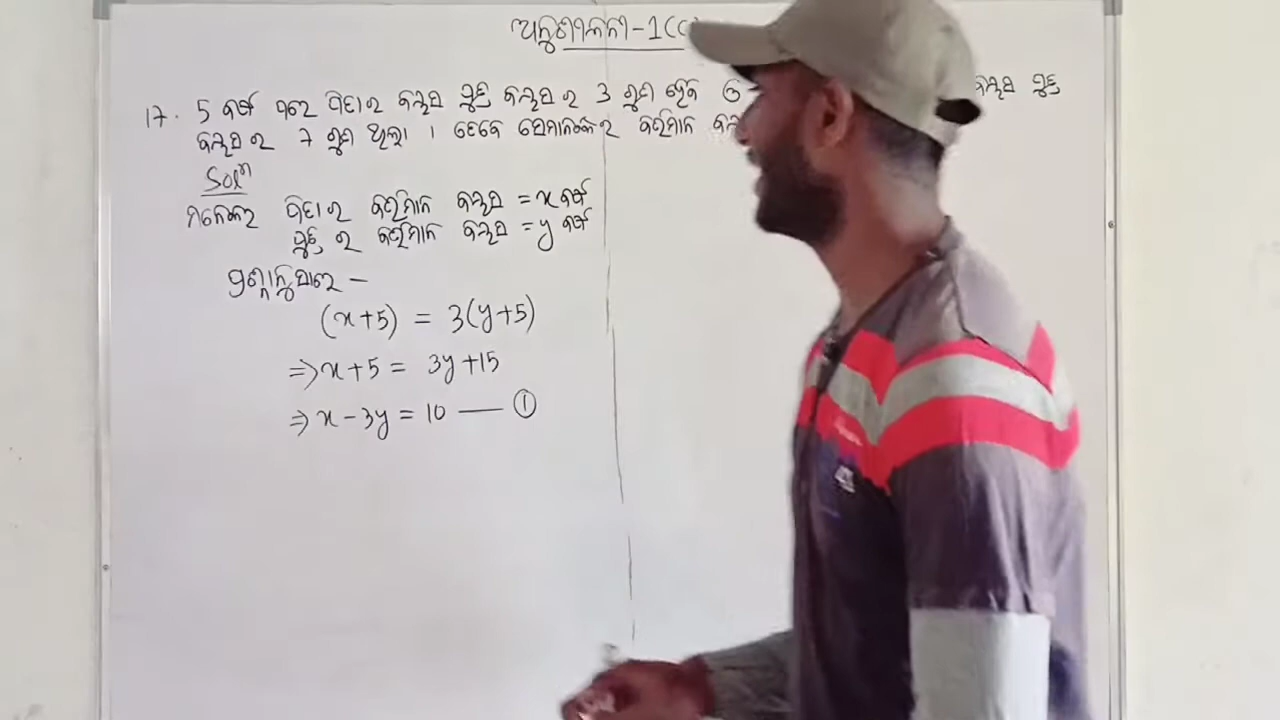 ଅନୁଶୀଳନୀ - 1(C)
17. 5 ବର୍ଷ ପରେ ପିତାର ବୟସ ପୁତ୍ର ବୟସର 3 ଗୁଣ ହେବ ବୟସ ପୁତ୍ର
ବୟସର 7 ଗୁଣ ଥିଲା । ତେବେ ସେମାନଙ୍କର ବର୍ତ୍ତମାନ
Solⁿ
ମନେକର ପିତାର ବର୍ତ୍ତମାନ ବୟସ = x ବର୍ଷ
ପୁତ୍ର ର ବର୍ତ୍ତମାନ ବୟସ = y ବର୍ଷ
ପ୍ରଶ୍ନାନୁସାରେ -
(x+5) = 3(y+5)
⇒ x+5 = 3y+15
⇒ x-3y = 10 — ①